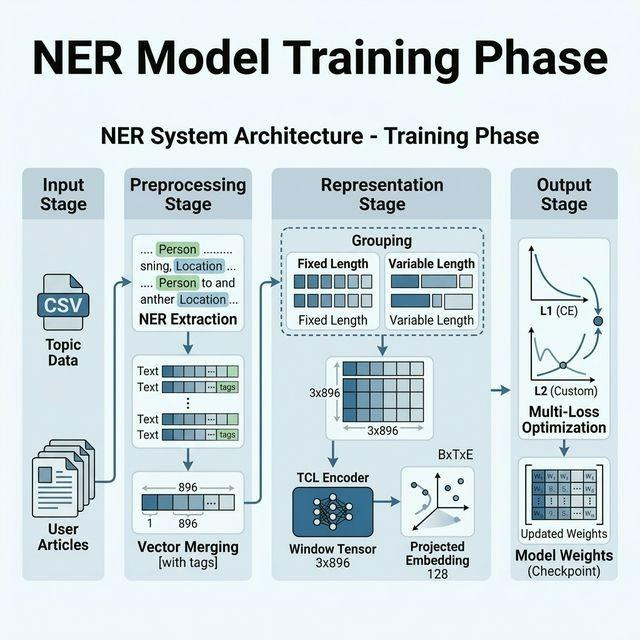 NER Model Training Phase
NER System Architecture - Training Phase
Input
Stage
CSV
Topic
Data
User
Articles
Preprocessing
Stage
.... Person .........
sning, Location ...
.... Person to and
anther Location ...
NER Extraction
Text ...
Text ... tags
⋮
Text ...
Text ... tags
896
...
1 896
Vector Merging
[with tags]
Representation
Stage
Grouping
Fixed Length
Fixed Length
Variable Length
Variable Length
3x896
3x896
BxTxE
TCL Encoder
Window Tensor
3x896
Projected
Embedding
128
Output
Stage
L1 (CE)
L2 (Custom)
Multi-Loss
Optimization
Updated Weights
Model Weights
(Checkpoint)